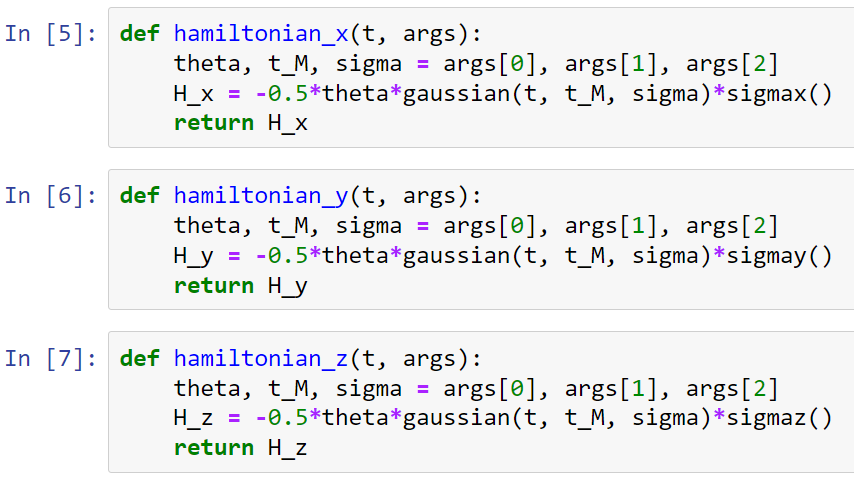 In [5]: def hamiltonian_x(t, args):
    theta, t_M, sigma = args[0], args[1], args[2]
    H_x = -0.5*theta*gaussian(t, t_M, sigma)*sigmax()
    return H_x
In [6]: def hamiltonian_y(t, args):
    theta, t_M, sigma = args[0], args[1], args[2]
    H_y = -0.5*theta*gaussian(t, t_M, sigma)*sigmay()
    return H_y
In [7]: def hamiltonian_z(t, args):
    theta, t_M, sigma = args[0], args[1], args[2]
    H_z = -0.5*theta*gaussian(t, t_M, sigma)*sigmaz()
    return H_z